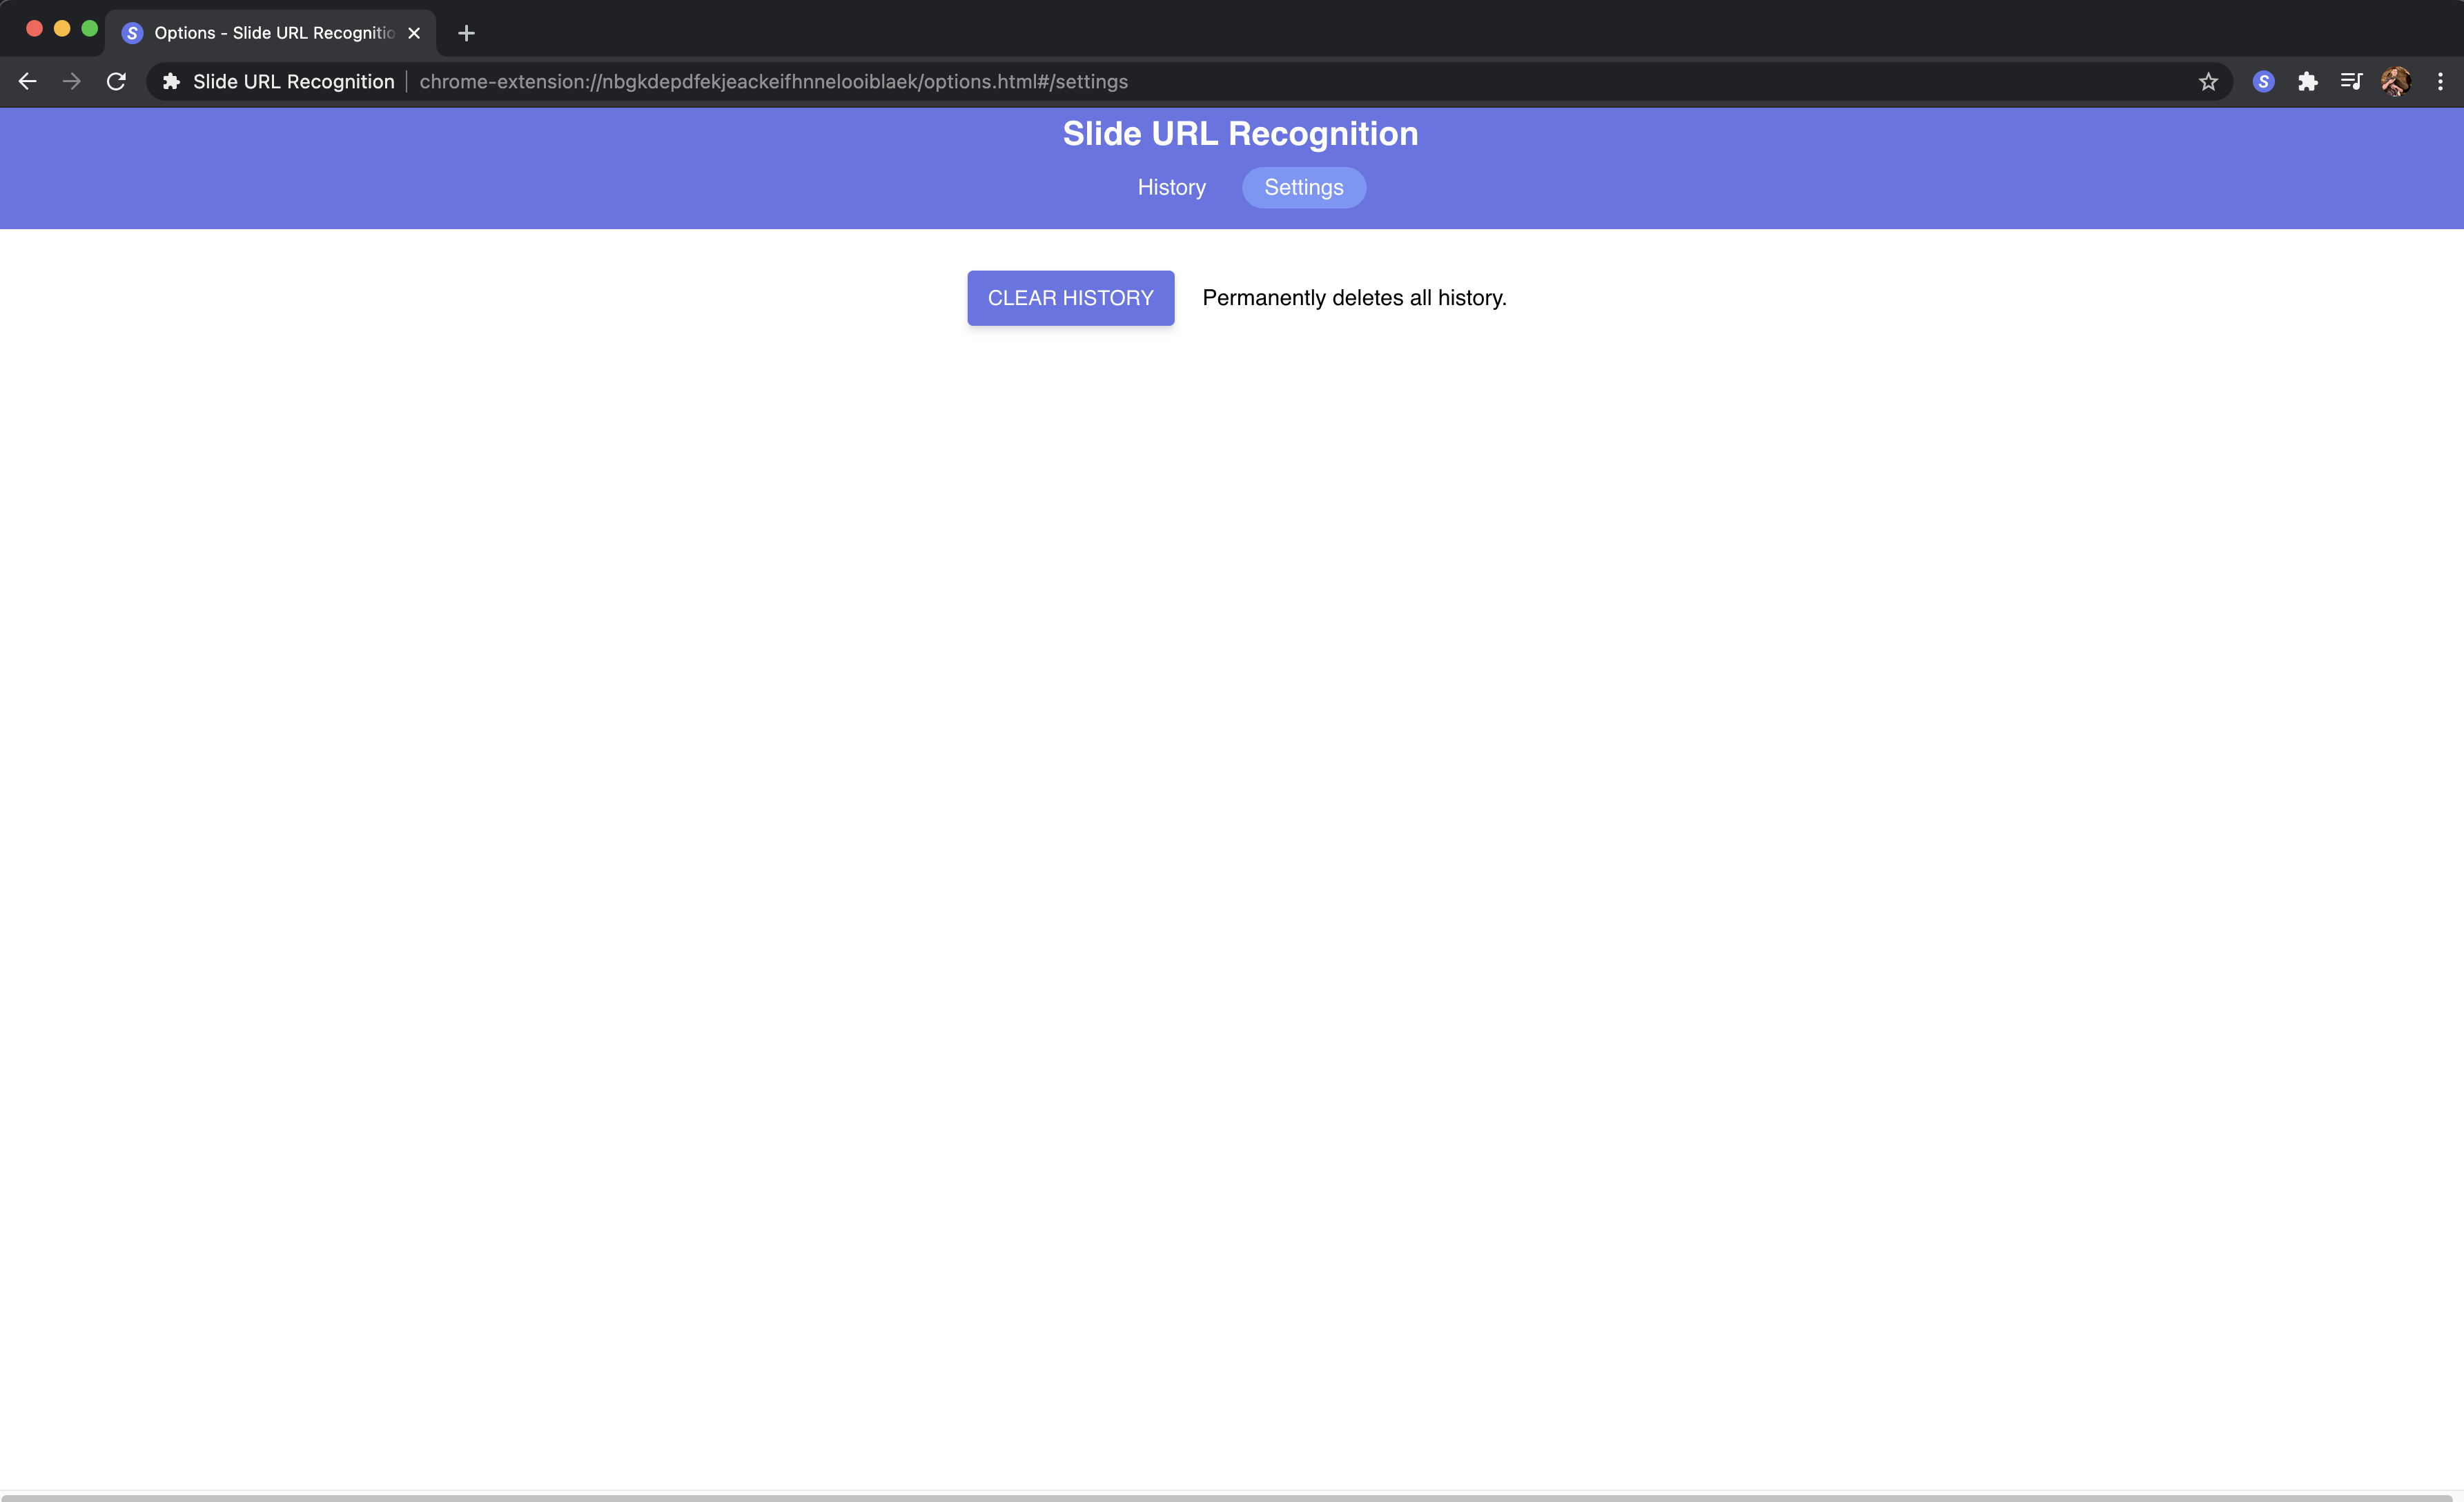 Options - Slide URL Recognitio
Slide URL Recognition chrome-extension://nbgkdepdfekjeackeifhnnelooiblaek/options.html#/settings
Slide URL Recognition
History Settings
CLEAR HISTORY Permanently deletes all history.